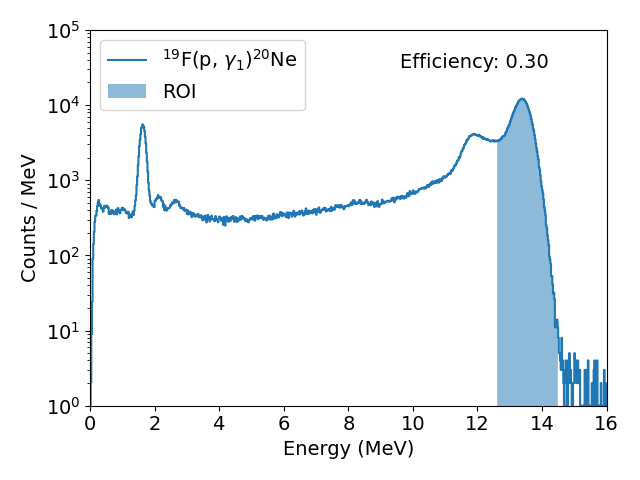 ¹⁹F(p, γ₁)²⁰Ne
ROI
Efficiency: 0.30
10⁵
10⁴
10³
10²
10¹
10⁰
Counts / MeV
0 2 4 6 8 10 12 14 16
Energy (MeV)